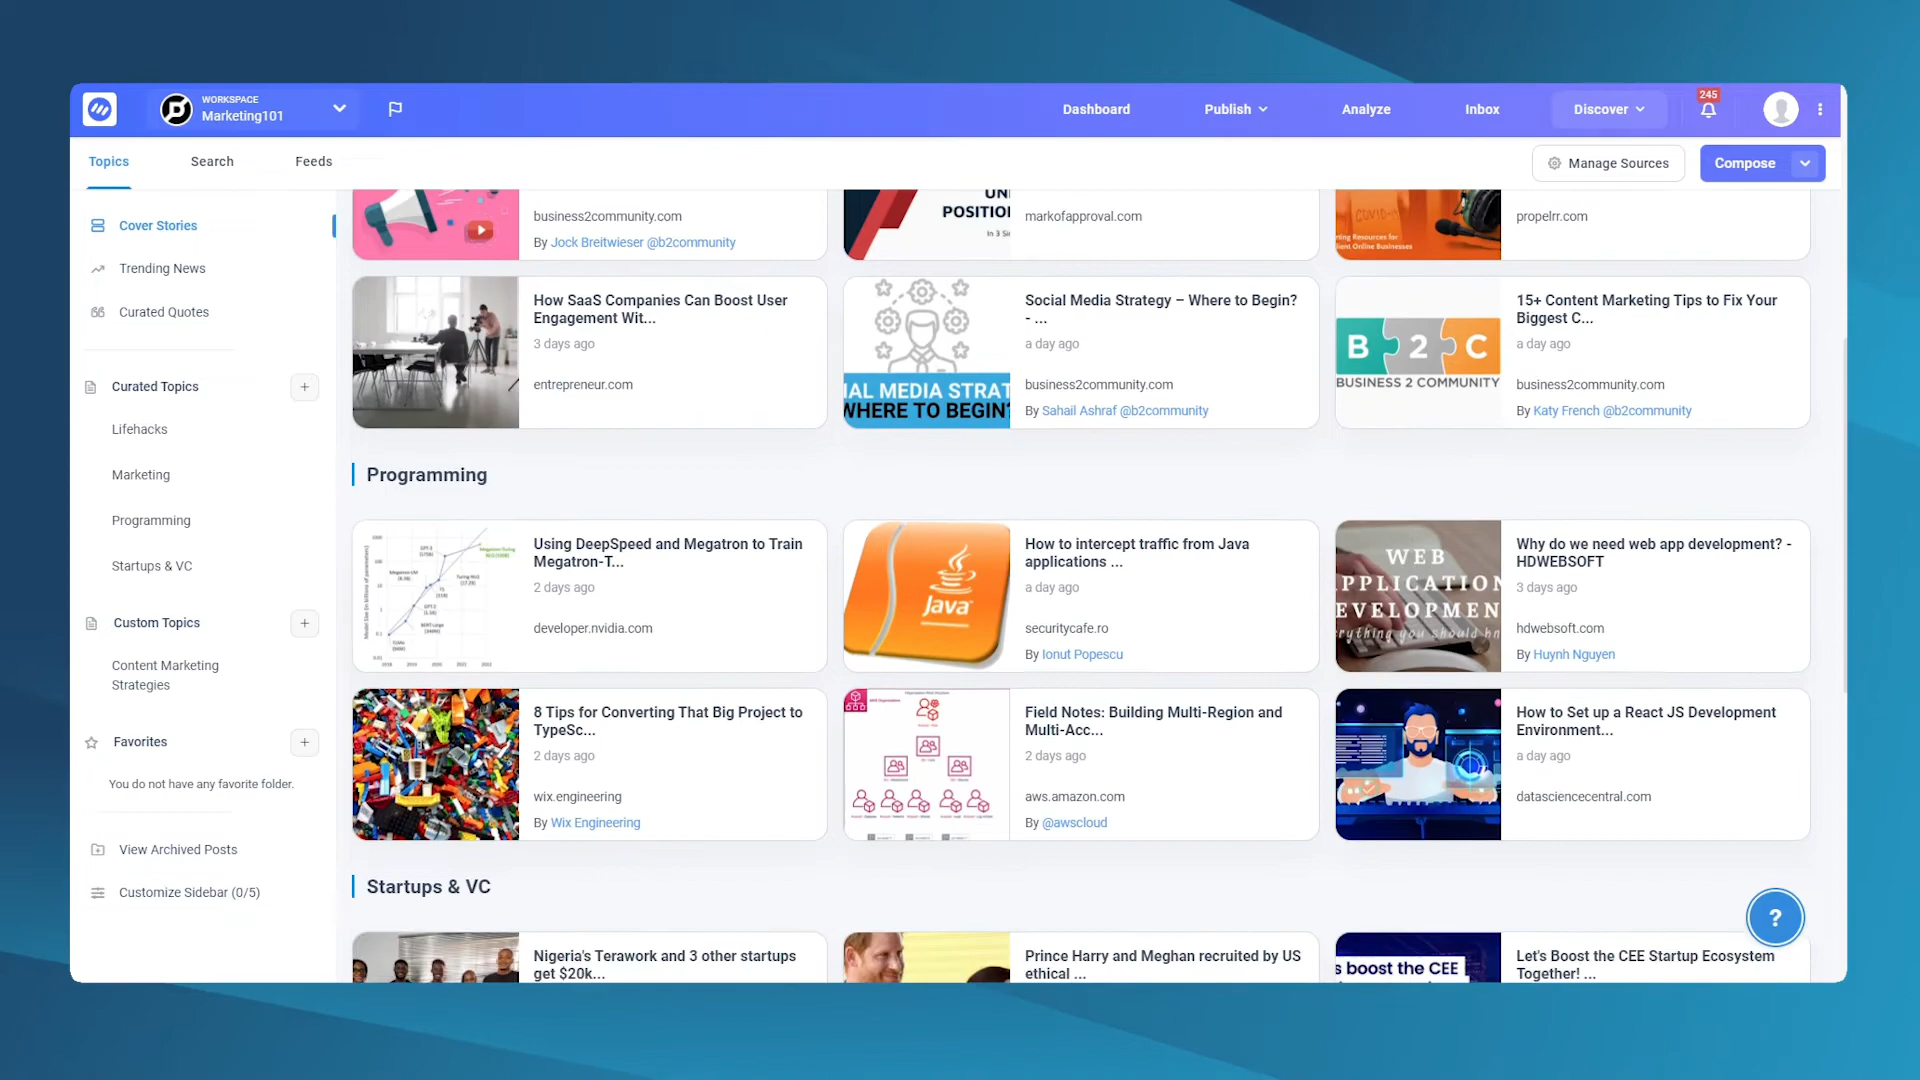 WORKSPACE
Marketing101
Dashboard
Publish
Analyze
Inbox
Discover
245
Topics
Search
Feeds
Manage Sources
Compose
Cover Stories
Trending News
Curated Quotes
Curated Topics
Lifehacks
Marketing
Programming
Startups & VC
Custom Topics
Content Marketing
Strategies
Favorites
You do not have any favorite folder.
View Archived Posts
Customize Sidebar (0/5)
business2community.com
By Jock Breitwieser @b2community
POSITIO
markofapproval.com
propelrr.com
How SaaS Companies Can Boost User
Engagement Wit...
3 days ago
entrepreneur.com
IAL MEDIA STRAT
WHERE TO BEGIN?
Social Media Strategy – Where to Begin?
- ...
a day ago
business2community.com
By Sahail Ashraf @b2community
B 2 C
BUSINESS 2 COMMUNITY
15+ Content Marketing Tips to Fix Your
Biggest C...
a day ago
business2community.com
By Katy French @b2community
Programming
Using DeepSpeed and Megatron to Train
Megatron-T...
2 days ago
developer.nvidia.com
Java
How to intercept traffic from Java
applications ...
a day ago
securitycafe.ro
By Ionut Popescu
WEB
PPLICATION
EVELOPMEN
Why do we need web app development? -
HDWEBSOFT
3 days ago
hdwebsoft.com
By Huynh Nguyen
8 Tips for Converting That Big Project to
TypeSc...
2 days ago
wix.engineering
By Wix Engineering
Field Notes: Building Multi-Region and
Multi-Acc...
2 days ago
aws.amazon.com
By @awscloud
How to Set up a React JS Development
Environment...
a day ago
datasciencecentral.com
Startups & VC
Nigeria's Terawork and 3 other startups
get $20k...
Prince Harry and Meghan recruited by US
ethical ...
s boost the CEE
Let's Boost the CEE Startup Ecosystem
Together! ...
?